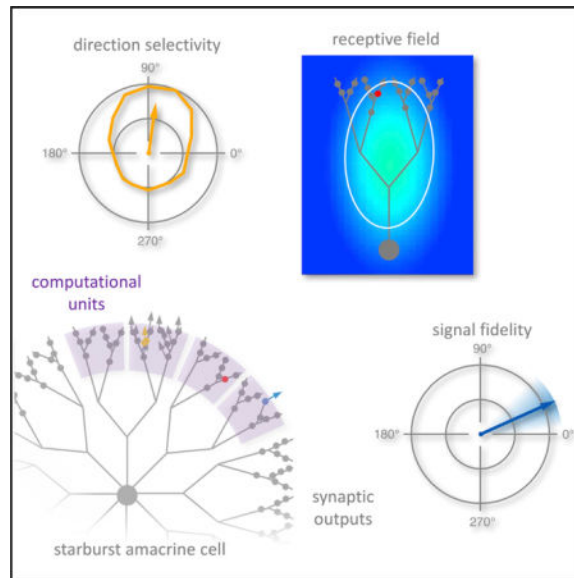 direction selectivity
receptive field
90°
180°
0°
270°
computational
units
signal fidelity
90°
180°
0°
270°
synaptic
outputs
starburst amacrine cell